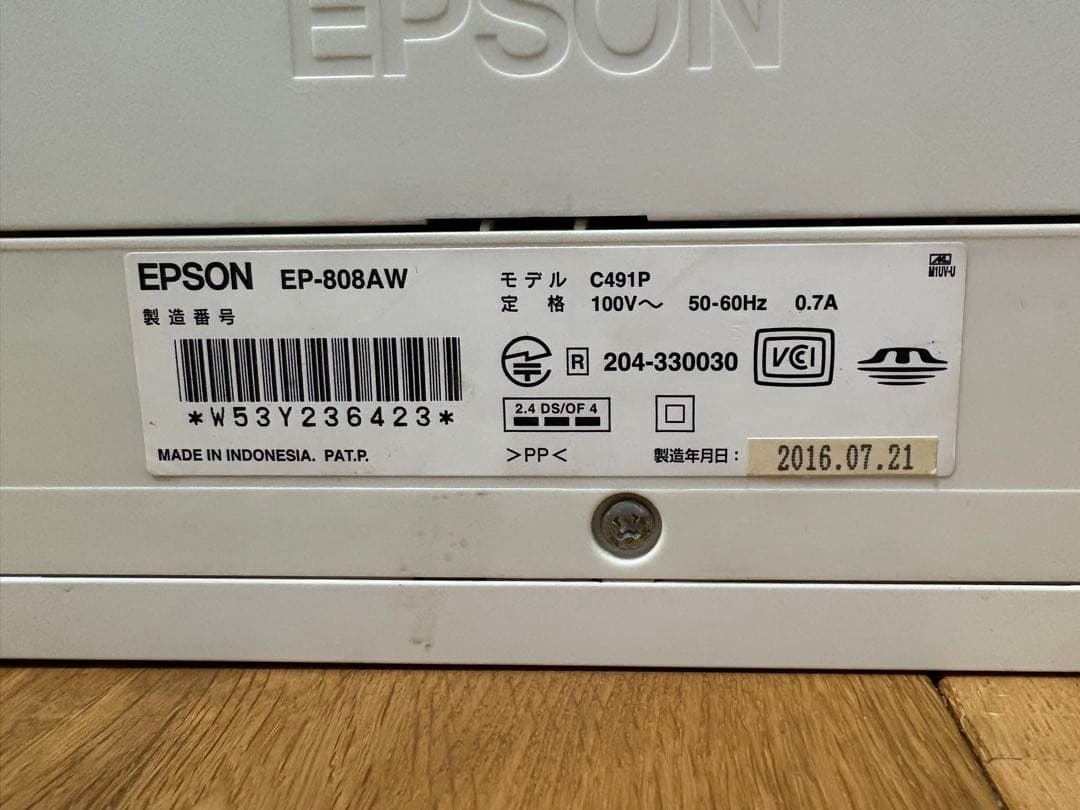 EPSON
EPSON EP-808AW
モデル C491P
定格 100V～ 50-60Hz 0.7A
M1UV-U
製造番号
*W53Y236423*
R 204-330030
VCCI
2.4 DS/OF 4
MADE IN INDONESIA. PAT.P.
>PP<
製造年月日： 2016.07.21